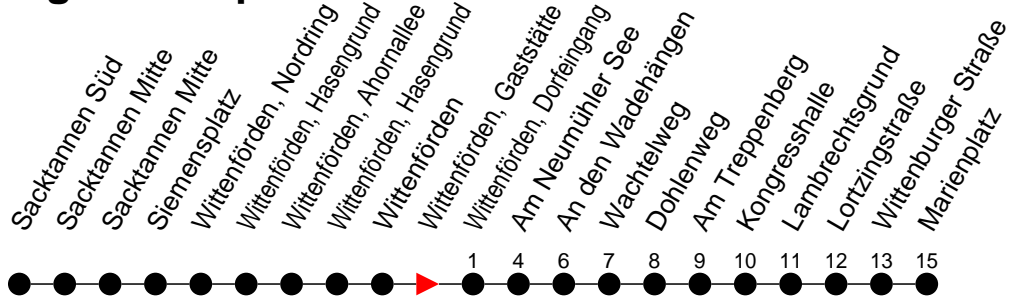 Sacktannen Süd
Sacktannen Mitte
Sacktannen Mitte
Siemensplatz
Wittenförden, Nordring
Wittenförden, Hasengrund
Wittenförden, Ahornallee
Wittenförden, Hasengrund
Wittenförden
Wittenförden, Gaststätte
Wittenförden, Dorfeingang
Am Neumühler See
An den Wadehängen
Wachtelweg
Dohlenweg
Am Treppenberg
Kongresshalle
Lambrechtsgrund
Lortzingstraße
Wittenburger Straße
Marienplatz
1 4 6 7 8 9 10 11 12 13 15